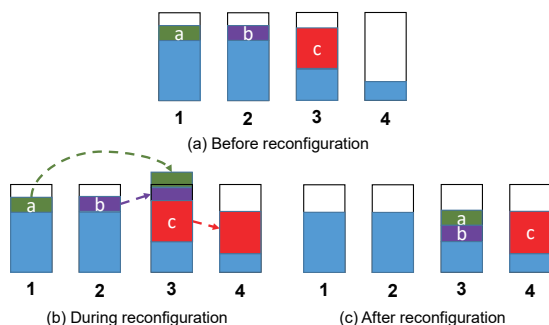 a b c
1 2 3 4
(a) Before reconfiguration
a b c a b c
1 2 3 4 1 2 3 4
(b) During reconfiguration (c) After reconfiguration